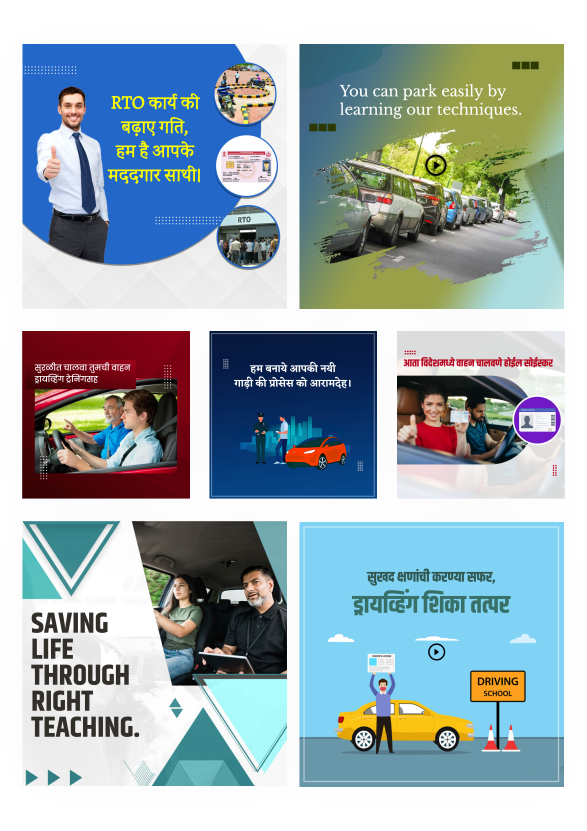 RTO कार्य की
बढ़ाए गति,
हम है आपके
मददगार साथी।
RTO
You can park easily by
learning our techniques.
सुरळीत चालवा तुमची वाहन
ड्रायव्हिंग ट्रेनिंगसह
हम बनाये आपकी नयी
गाड़ी की प्रोसेस को आरामदेह।
आता विदेशमध्ये वाहन चालवणे होईल सोईस्कर
SAVING
LIFE
THROUGH
RIGHT
TEACHING.
सुखद क्षणांची करण्या सफर,
ड्रायव्हिंग शिका तत्पर
DRIVING
SCHOOL